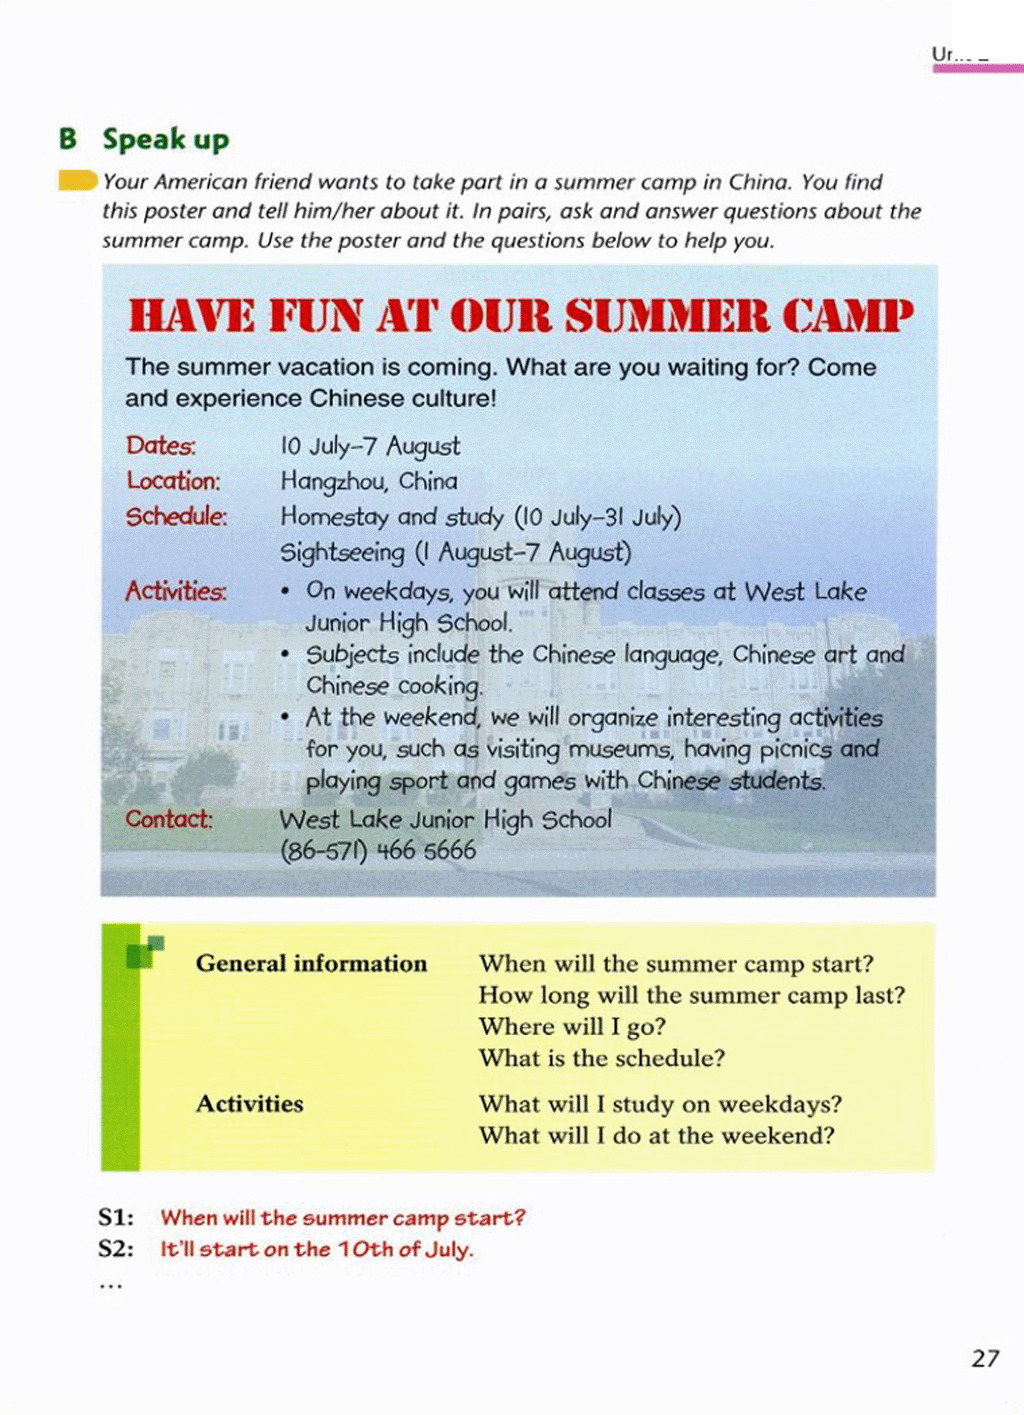 B Speak up
Your American friend wants to take part in a summer camp in China. You find
this poster and tell him/her about it. In pairs, ask and answer questions about the
summer camp. Use the poster and the questions below to help you.
HAVE FUN AT OUR SUMMER CAMP
The summer vacation is coming. What are you waiting for? Come
and experience Chinese culture!
Dates: 10 July–7 August
Location: Hangzhou, China
Schedule: Homestay and study (10 July–31 July)
Sightseeing (1 August–7 August)
Activities: • On weekdays, you will attend classes at West Lake
Junior High School.
• Subjects include the Chinese language, Chinese art and
Chinese cooking.
• At the weekend, we will organize interesting activities
for you, such as visiting museums, having picnics and
playing sport and games with Chinese students.
Contact: West Lake Junior High School
(86-571) 466 5666
General information When will the summer camp start?
How long will the summer camp last?
Where will I go?
What is the schedule?
Activities What will I study on weekdays?
What will I do at the weekend?
S1: When will the summer camp start?
S2: It'll start on the 10th of July.
...
27